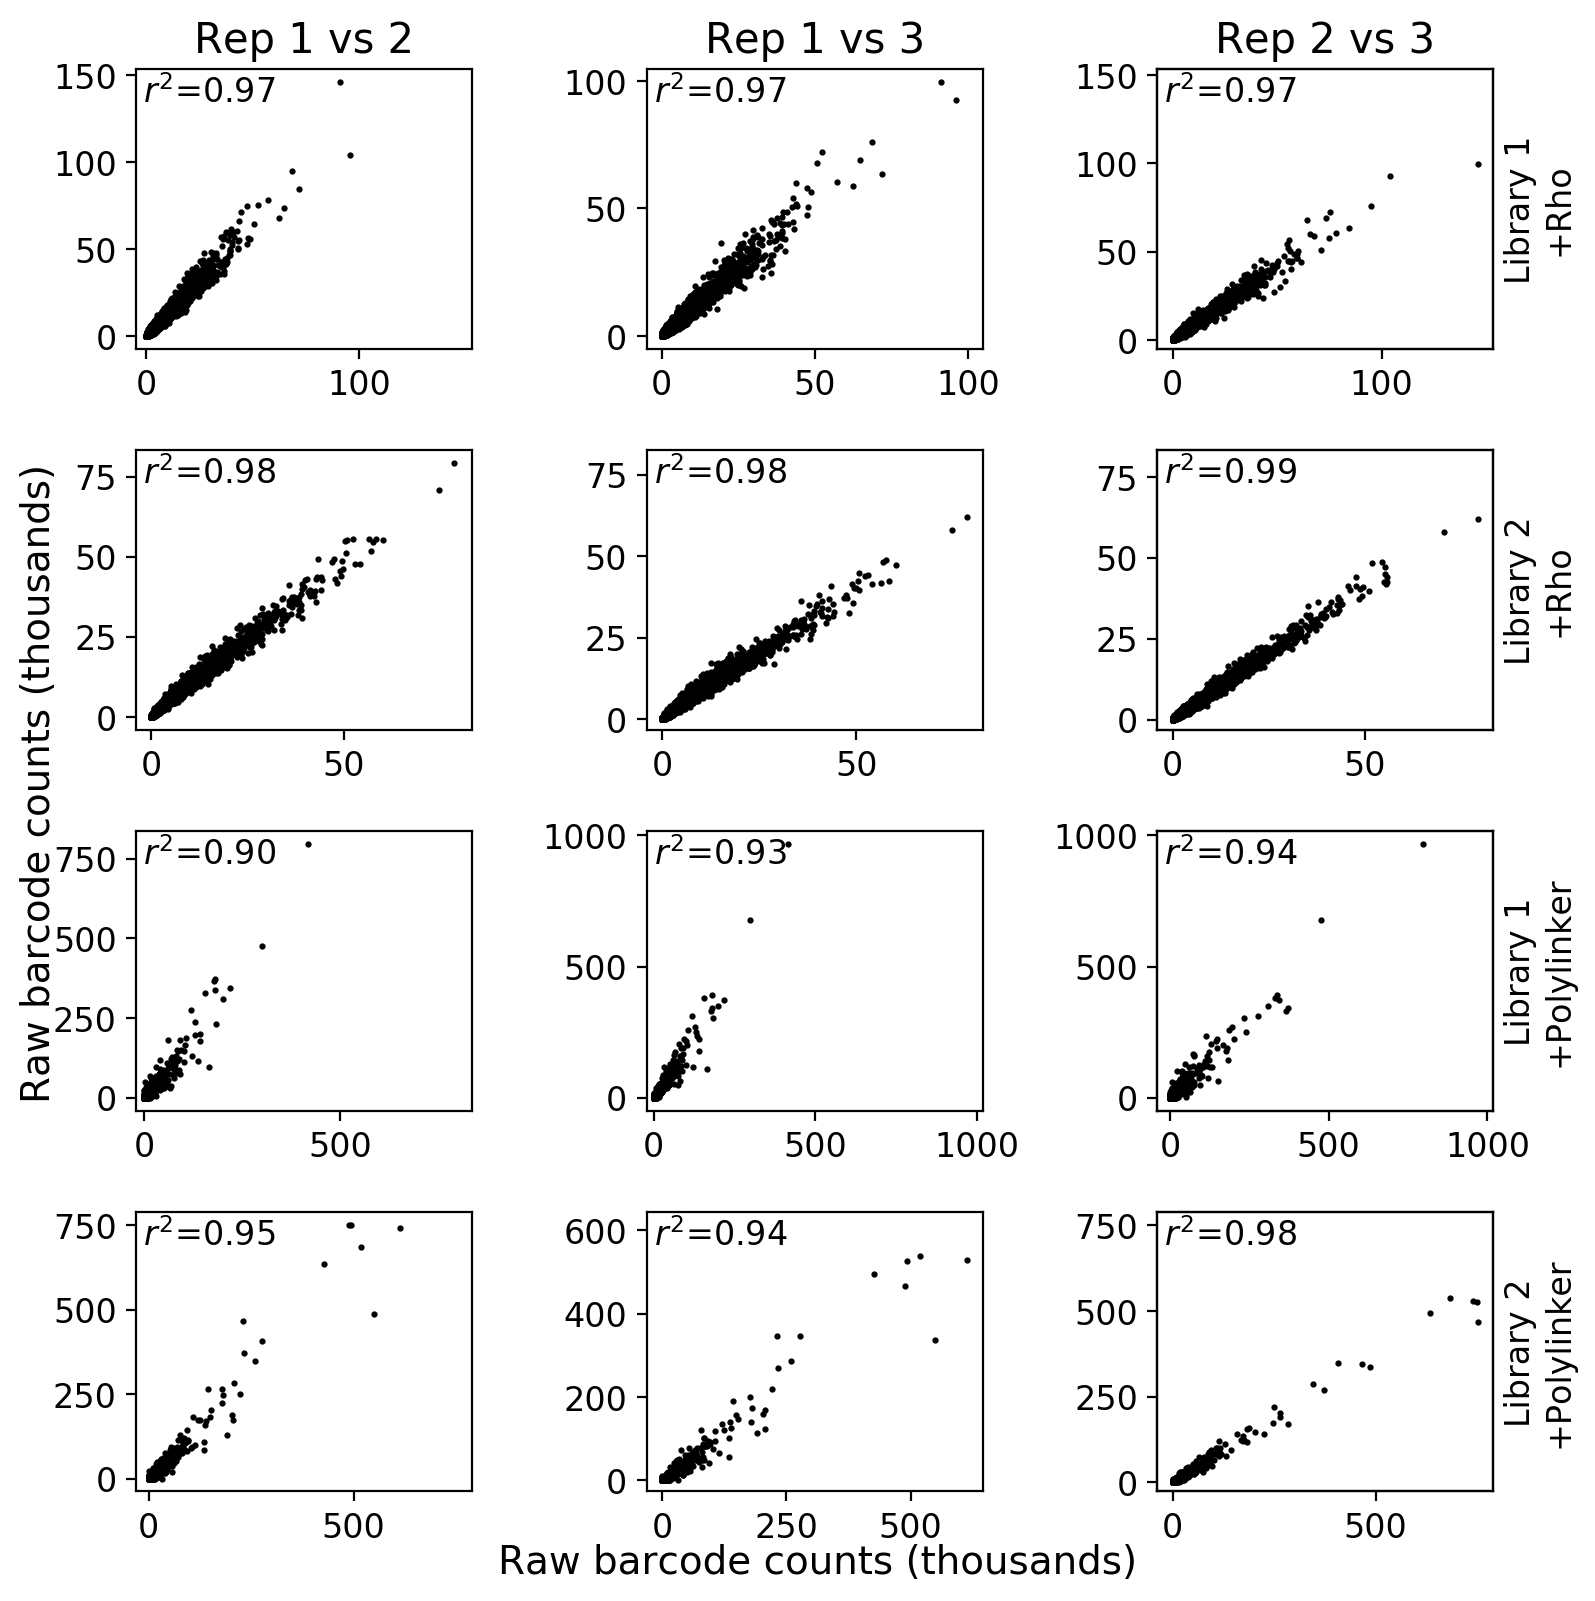 Rep 1 vs 2
Rep 1 vs 3
Rep 2 vs 3
r²=0.97
150
100
50
0
0 100
r²=0.97
100
50
0
0 50 100
r²=0.97
150
100
50
0
0 100
Library 1
+Rho
r²=0.98
75
50
25
0
0 50
r²=0.98
75
50
25
0
0 50
r²=0.99
75
50
25
0
0 50
Library 2
+Rho
Raw barcode counts (thousands)
r²=0.90
750
500
250
0
0 500
r²=0.93
1000
500
0
0 500 1000
r²=0.94
1000
500
0
0 500 1000
Library 1
+Polylinker
r²=0.95
750
500
250
0
0 500
r²=0.94
600
400
200
0
0 250 500
r²=0.98
750
500
250
0
0 500
Library 2
+Polylinker
Raw barcode counts (thousands)